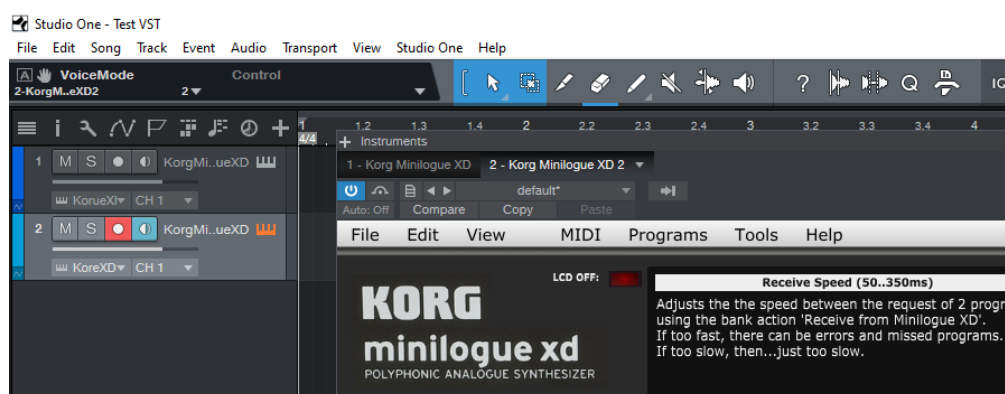 Studio One - Test VST
File Edit Song Track Event Audio Transport View Studio One Help
A VoiceMode Control
2-KorgM..eXD2 2
? Q IQ
i
1 1.2 1.3 1.4 2 2.2 2.3 2.4 3 3.2 3.3 3.4 4
4/4
Instruments
1 M S KorgMi..ueXD
1 - Korg Minilogue XD 2 - Korg Minilogue XD 2
default*
KorueXI CH 1
Auto: Off Compare Copy Paste
2 M S KorgMi..ueXD
File Edit View MIDI Programs Tools Help
KoreXD CH 1
LCD OFF:
Receive Speed (50..350ms)
KORG
minilogue xd
POLYPHONIC ANALOGUE SYNTHESIZER
Adjusts the the speed between the request of 2 progr
using the bank action 'Receive from Minilogue XD'.
If too fast, there can be errors and missed programs.
If too slow, then...just too slow.